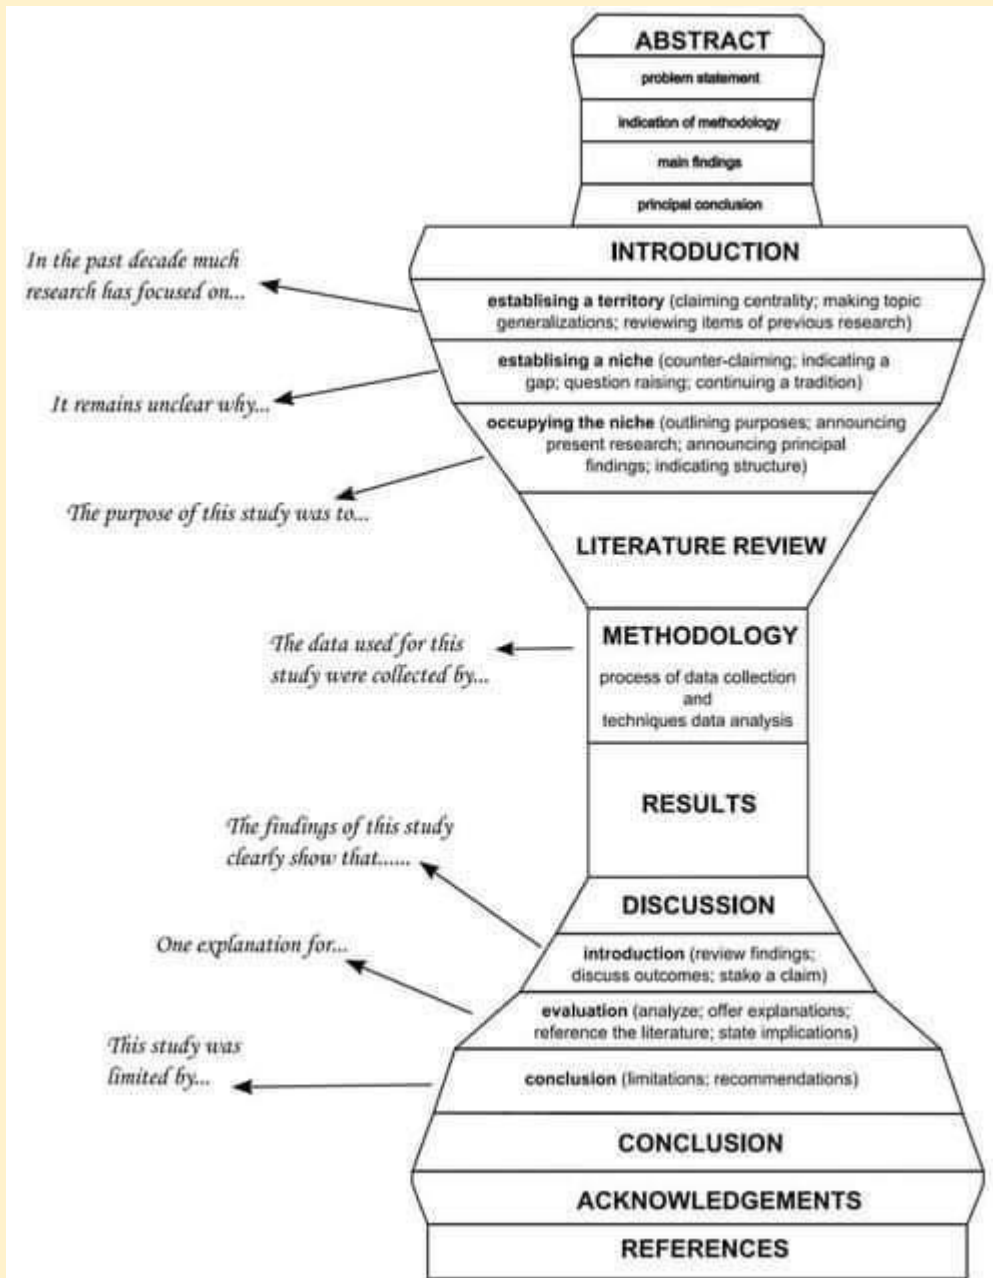 ABSTRACT
problem statement
indication of methodology
main findings
principal conclusion
INTRODUCTION
In the past decade much
research has focused on...
establising a territory (claiming centrality; making topic
generalizations; reviewing items of previous research)
establising a niche (counter-claiming; indicating a
gap; question raising; continuing a tradition)
It remains unclear why...
occupying the niche (outlining purposes; announcing
present research; announcing principal
findings; indicating structure)
The purpose of this study was to...
LITERATURE REVIEW
METHODOLOGY
The data used for this
study were collected by...
process of data collection
and
techniques data analysis
RESULTS
The findings of this study
clearly show that......
DISCUSSION
introduction (review findings;
discuss outcomes; stake a claim)
One explanation for...
evaluation (analyze; offer explanations;
reference the literature; state implications)
This study was
limited by...
conclusion (limitations; recommendations)
CONCLUSION
ACKNOWLEDGEMENTS
REFERENCES